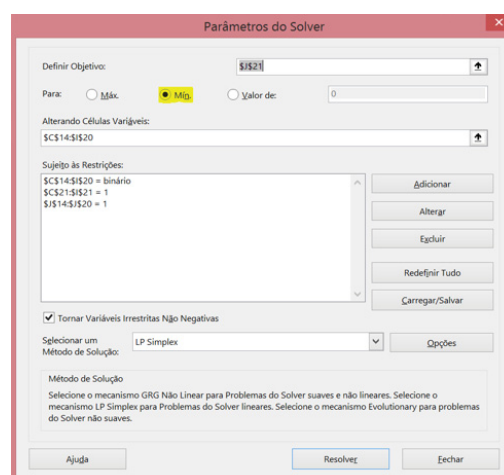 Parâmetros do Solver
Definir Objetivo:
$J$21
Para:
Máx.
Mín.
Valor de:
0
Alterando Células Variáveis:
$C$14:$I$20
Sujeito às Restrições:
$C$14:$I$20 = binário
$C$21:$I$21 = 1
$J$14:$J$20 = 1
Adicionar
Alterar
Excluir
Redefinir Tudo
Carregar/Salvar
Tornar Variáveis Irrestritas Não Negativas
Selecionar um
Método de Solução:
LP Simplex
Opções
Método de Solução
Selecione o mecanismo GRG Não Linear para Problemas do Solver suaves e não lineares. Selecione o
mecanismo LP Simplex para Problemas do Solver lineares. Selecione o mecanismo Evolutionary para problemas
do Solver não suaves.
Ajuda
Resolver
Fechar